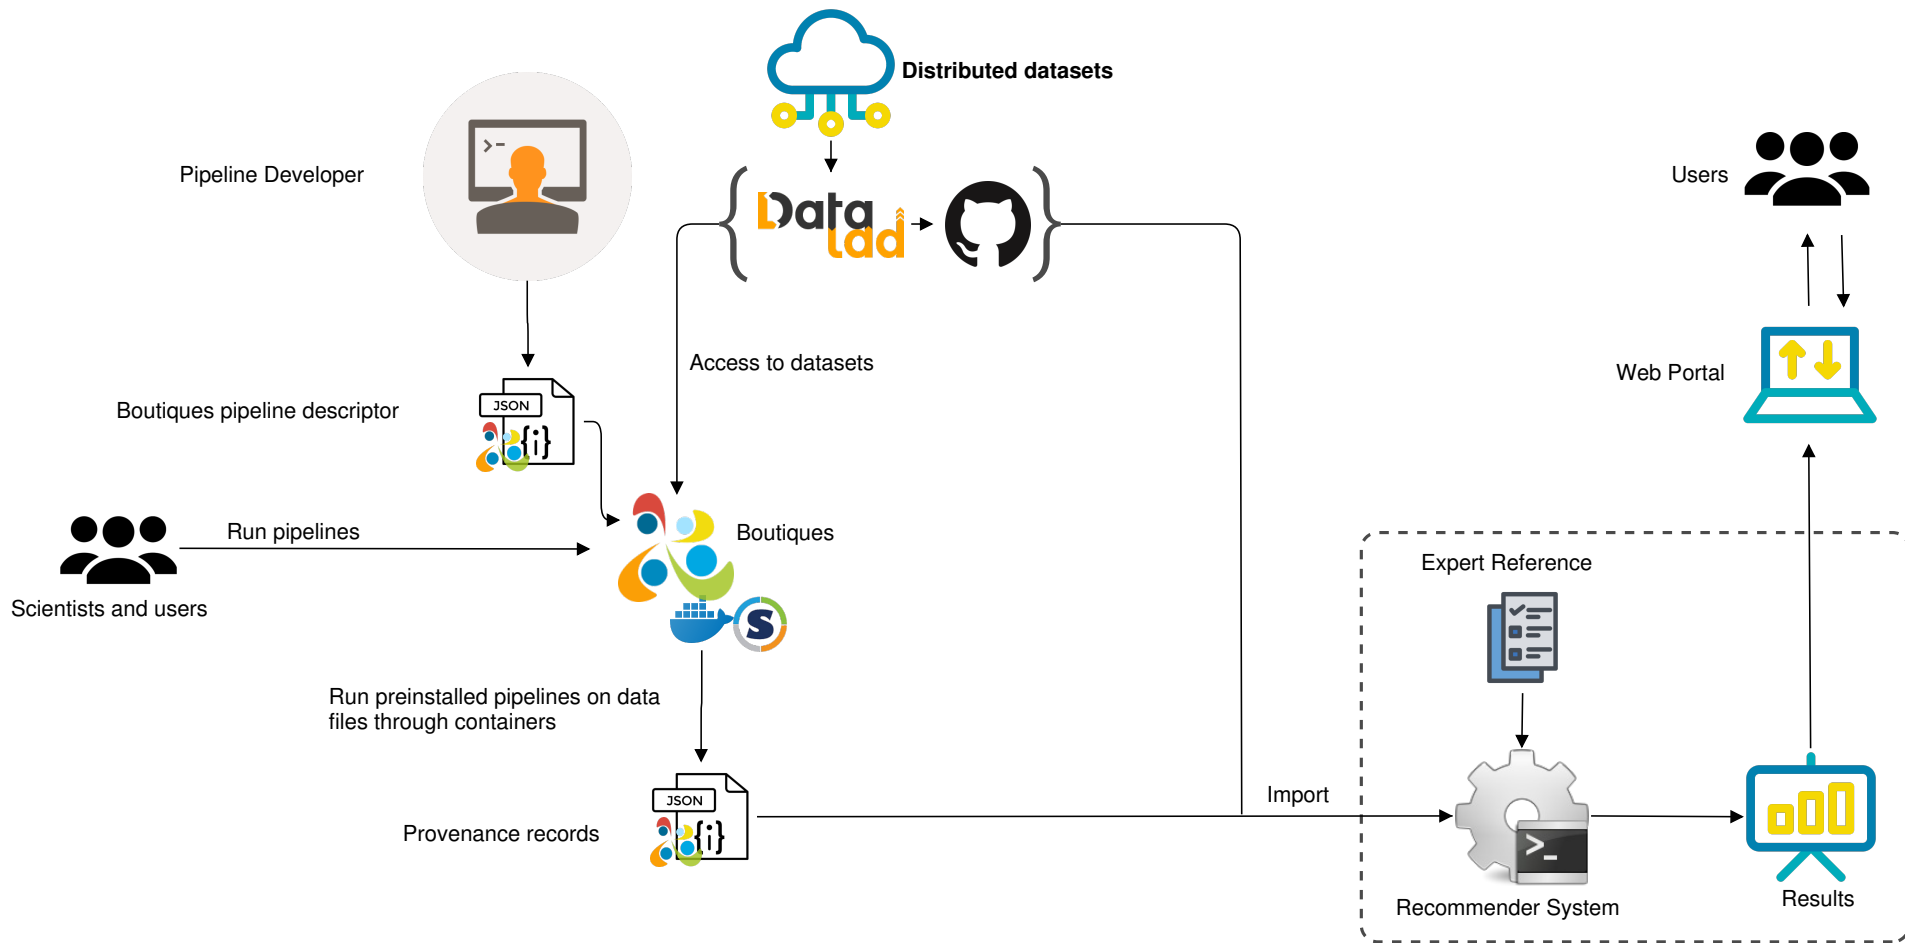 Distributed datasets
Pipeline Developer
>-
Data
lad
Users
Access to datasets
Web Portal
Boutiques pipeline descriptor
JSON
{i}
Run pipelines
Boutiques
Scientists and users
S
Expert Reference
Run preinstalled pipelines on data
files through containers
JSON
{i}
Provenance records
Import
>_
Recommender System
Results